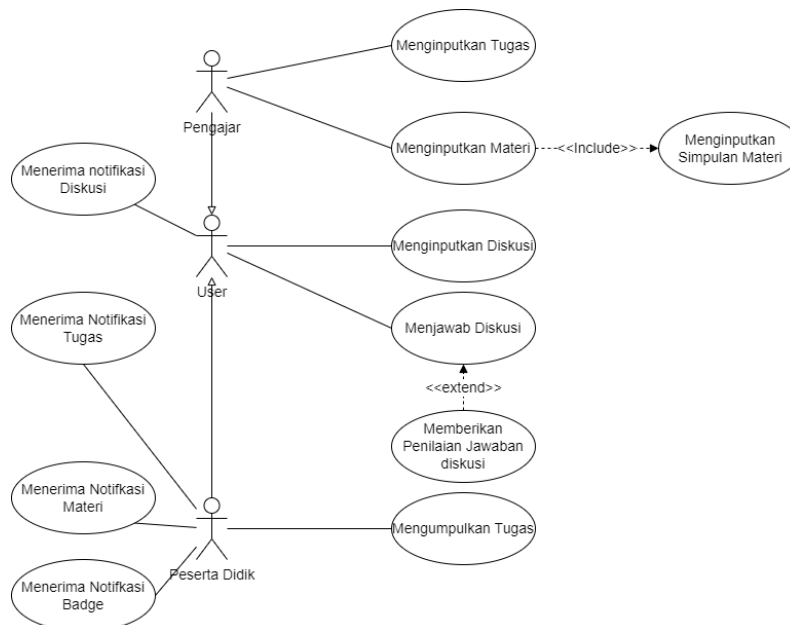 Menginputkan Tugas
Pengajar
Menginputkan Materi
<<Include>>
Menginputkan
Simpulan Materi
Menerima notifikasi
Diskusi
User
Menginputkan Diskusi
Menjawab Diskusi
Menerima Notifikasi
Tugas
<<extend>>
Memberikan
Penilaian Jawaban
diskusi
Menerima Notifkasi
Materi
Mengumpulkan Tugas
Peserta Didik
Menerima Notifkasi
Badge